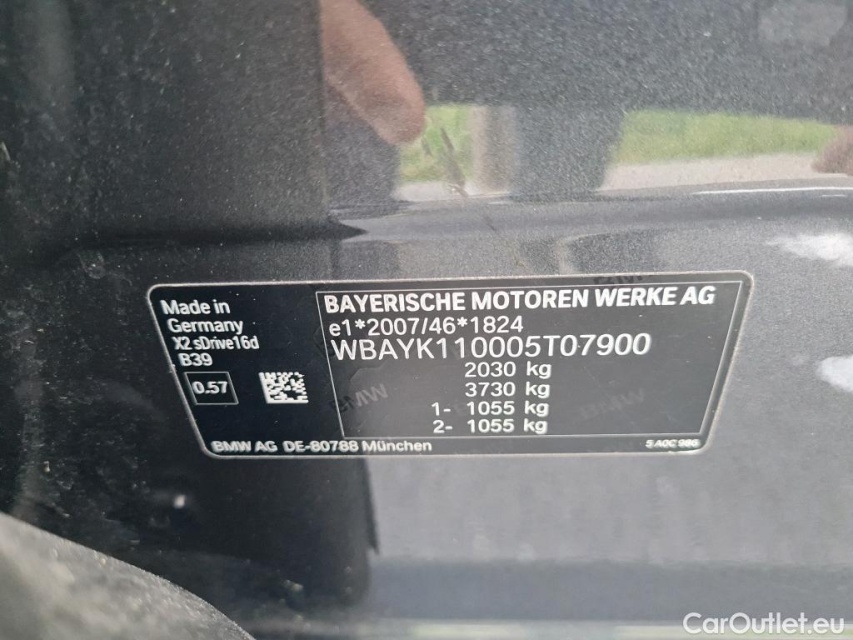 Made in
Germany
X2 sDrive16d
B39
0.57
BAYERISCHE MOTOREN WERKE AG
e1*2007/46*1824
WBAYK110005T07900
2030 kg
3730 kg
1- 1055 kg
2- 1055 kg
BMW AG DE-80788 München
5 A0C 986
CarOutlet.eu